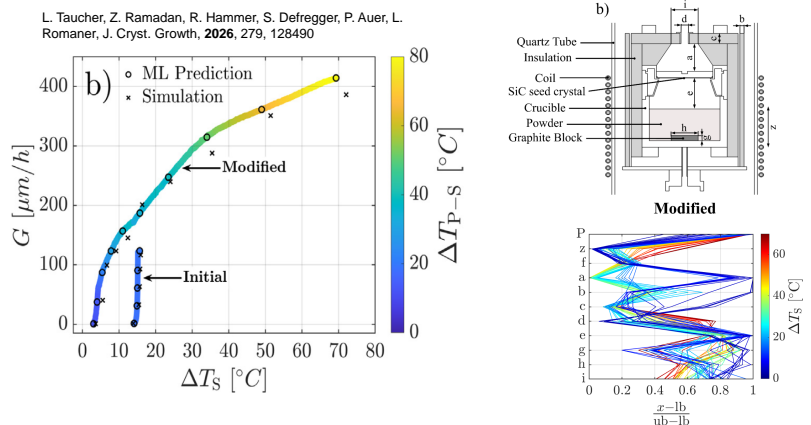 L. Taucher, Z. Ramadan, R. Hammer, S. Defregger, P. Auer, L.
Romaner, J. Cryst. Growth, 2026, 279, 128490
b)
ML Prediction
Simulation
Modified
Initial
G [μm/h]
400
300
200
100
0
0 10 20 30 40 50 60 70 80
ΔT_S [°C]
80
60
40
20
0
ΔT_P−S [°C]
b)
i
d
b
c
a
e
h
g
z
Quartz Tube
Insulation
Coil
SiC seed crystal
Crucible
Powder
Graphite Block
Modified
P
z
f
a
b
c
d
e
g
h
i
0 0.2 0.4 0.6 0.8 1
x−lb
ub−lb
60
40
20
0
ΔT_S [°C]